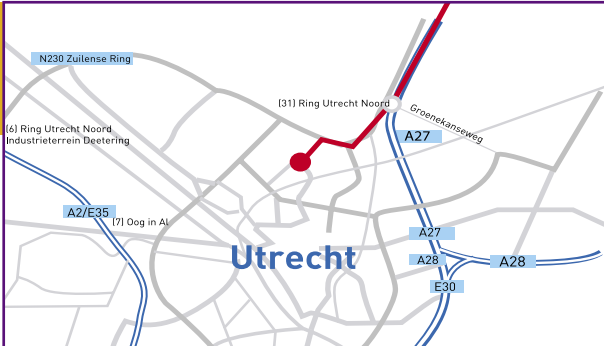 N230 Zuilense Ring
(31) Ring Utrecht Noord
Groenekanseweg
(6) Ring Utrecht Noord
Industrieterrein Deetering
A27
A2/E35
(7) Oog in Al
A27
Utrecht
A28
A28
E30